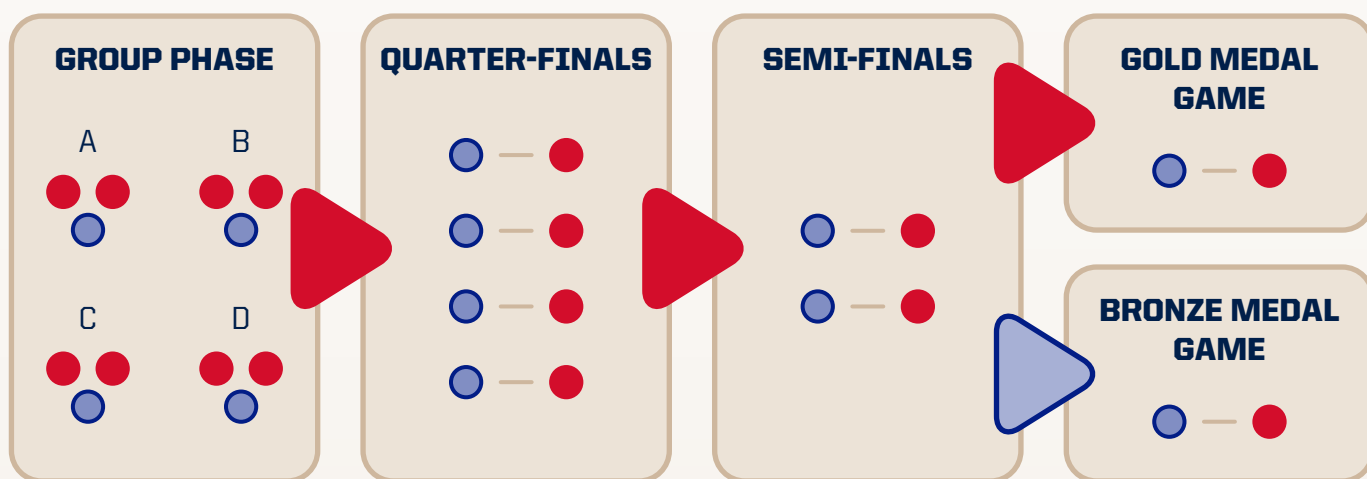 GROUP PHASE
A
B
C
D
QUARTER-FINALS
SEMI-FINALS
GOLD MEDAL
GAME
BRONZE MEDAL
GAME